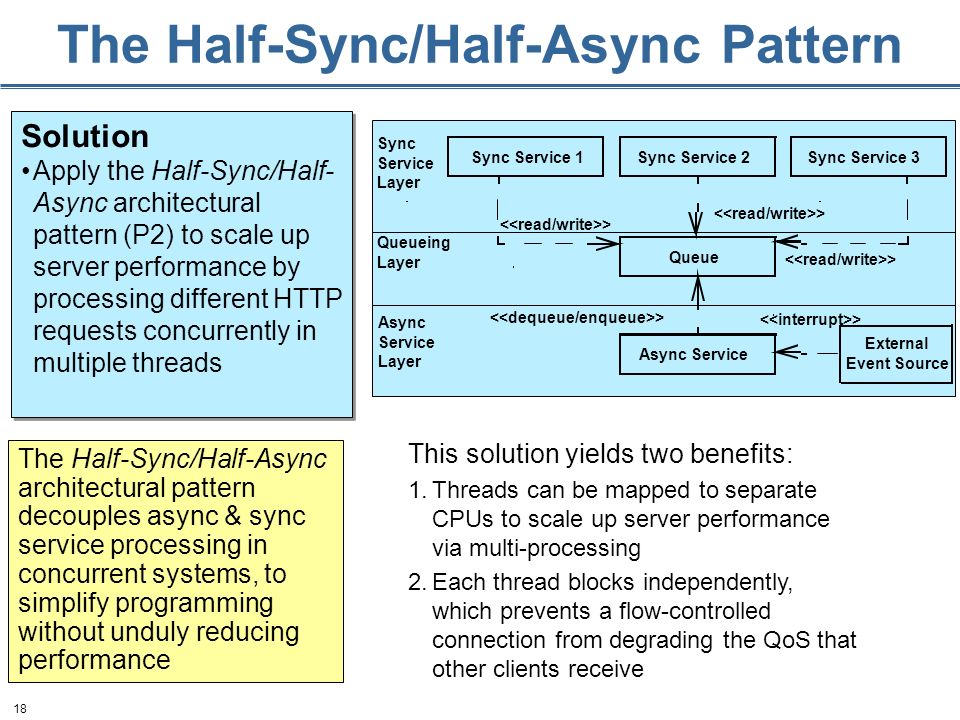 The Half-Sync/Half-Async Pattern
Solution
•Apply the Half-Sync/Half-
Async architectural
pattern (P2) to scale up
server performance by
processing different HTTP
requests concurrently in
multiple threads
Sync
Service
Layer
Sync Service 1
Sync Service 2
Sync Service 3
<<read/write>>
<<read/write>>
Queueing
Layer
Queue
<<read/write>>
Async
Service
Layer
<<dequeue/enqueue>>
<<interrupt>>
Async Service
External
Event Source
The Half-Sync/Half-Async
architectural pattern
decouples async & sync
service processing in
concurrent systems, to
simplify programming
without unduly reducing
performance
This solution yields two benefits:
1. Threads can be mapped to separate
CPUs to scale up server performance
via multi-processing
2. Each thread blocks independently,
which prevents a flow-controlled
connection from degrading the QoS that
other clients receive
18